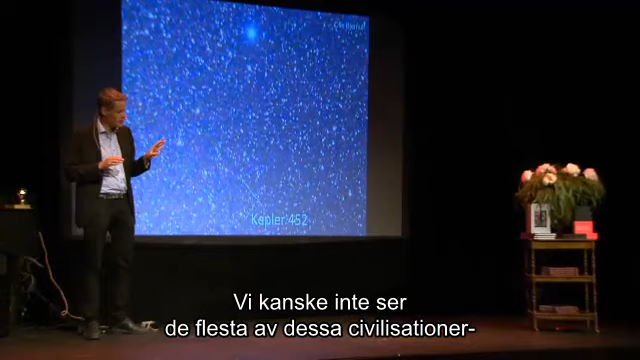 Kepler 452
Vi kanske inte ser
de flesta av dessa civilisationer-